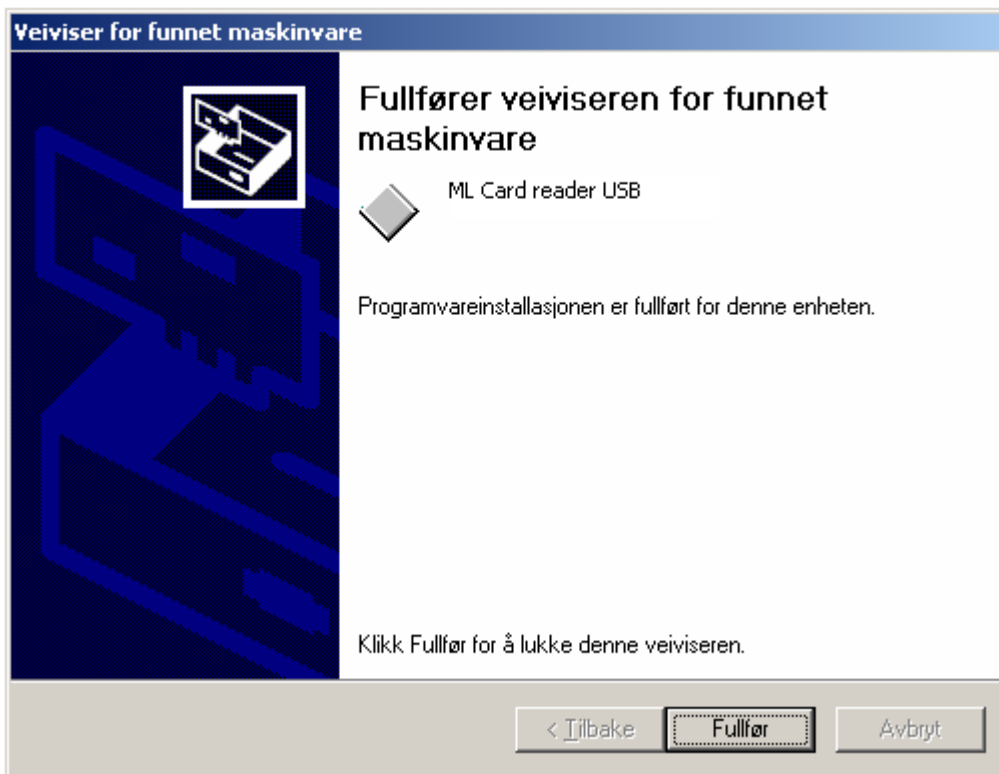 Veiviser for funnet maskinvare
Fullfører veiviseren for funnet
maskinvare
ML Card reader USB
Programvareinstallasjonen er fullført for denne enheten.
Klikk Fullfør for å lukke denne veiviseren.
< Tilbake
Fullfør
Avbryt